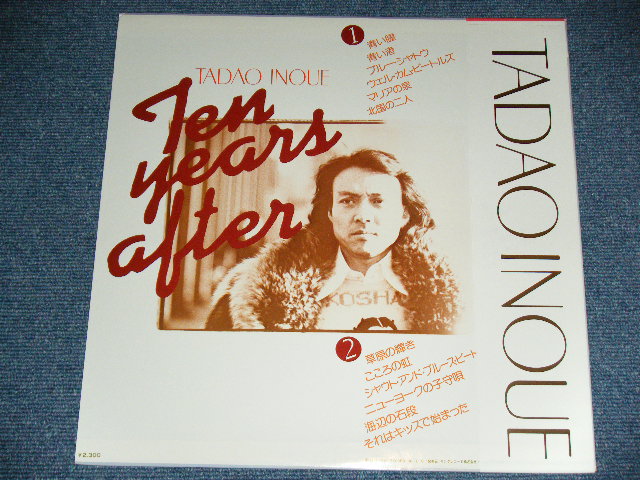 TADAO INOUE
Ten
years
after
1
青い瞳
青い渚
ブルー・シャトウ
ウェル・カム・ビートルズ
マリアの泉
北国の二人
KOSHA
2
草原の輝き
こころの虹
シャウト・アンド・ブルースビート
ニューヨークの子守唄
海辺の石段
それはキッスで始まった
TADAO INOUE
¥2,300